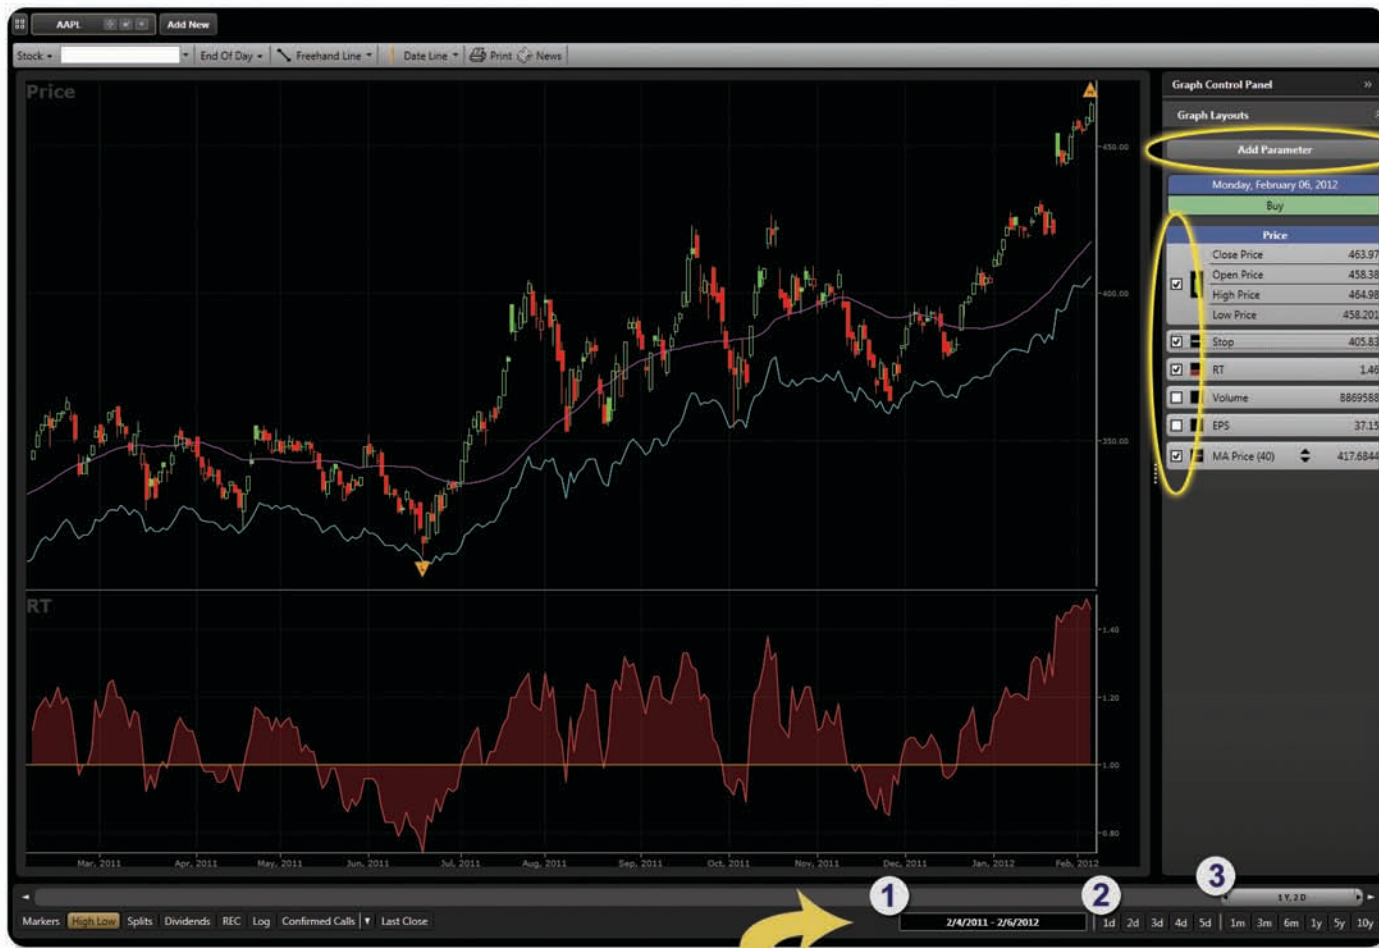 AAPL Add New
Stock End Of Day Freehand Line Date Line Print News
Price
450.00
400.00
350.00
H
L
RT
1.40
1.20
1.00
0.80
Mar, 2011 Apr, 2011 May, 2011 Jun, 2011 Jul, 2011 Aug, 2011 Sep, 2011 Oct, 2011 Nov, 2011 Dec, 2011 Jan, 2012 Feb, 2012
Graph Control Panel
Graph Layouts
Add Parameter
Monday, February 06, 2012
Buy
Price
Close Price 463.97
Open Price 458.38
High Price 464.98
Low Price 458.201
Stop 405.83
RT 1.46
Volume 8869588
EPS 37.15
MA Price (40) 417.6844
1 2 3
1 Y, 2 D
Markers High Low Splits Dividends REC Log Confirmed Calls Last Close 2/4/2011 - 2/6/2012 1d 2d 3d 4d 5d 1m 3m 6m 1y 5y 10y